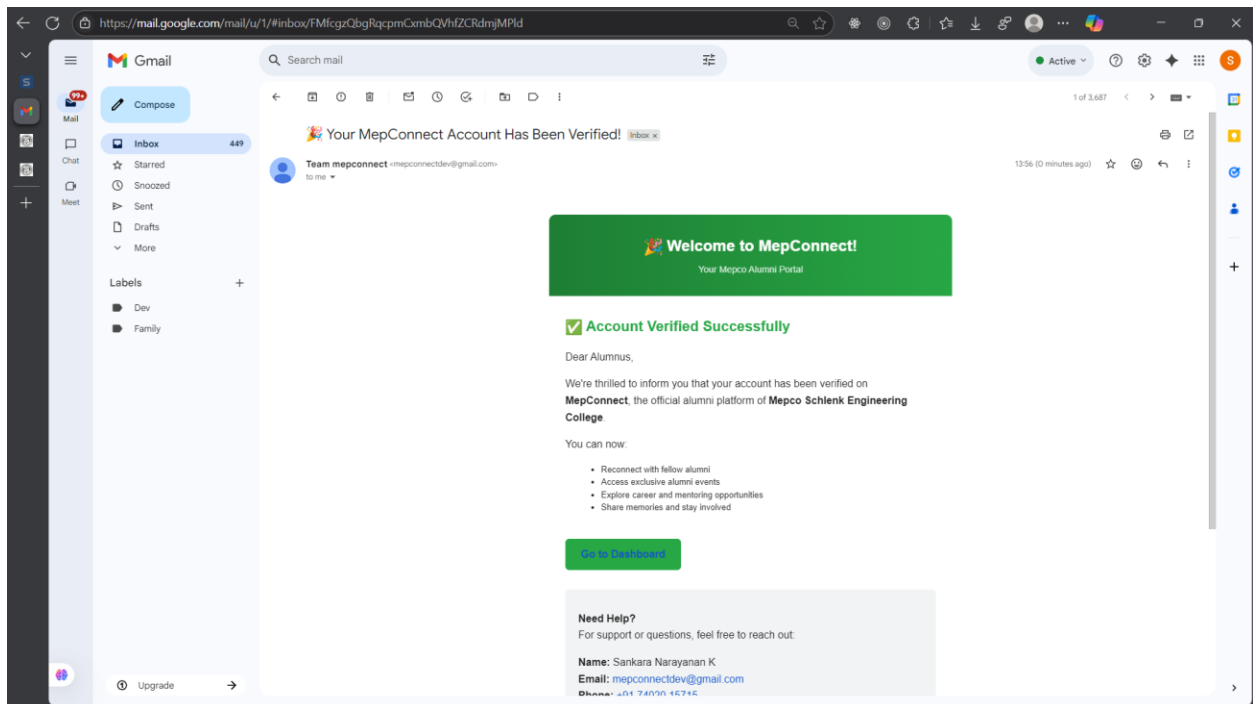 https://mail.google.com/mail/u/1/#inbox/FMfcgzQbgRqcpmCxmbQVhfZCRdmjMPld
Gmail
Search mail
Active
S
99+
Mail
Compose
1 of 3,687
Chat
Inbox 449
🎉 Your MepConnect Account Has Been Verified! Inbox x
Meet
Starred
Team mepconnect <mepconnectdev@gmail.com>
13:56 (0 minutes ago)
to me
Snoozed
Sent
Drafts
More
Labels
Dev
Family
🎉 Welcome to MepConnect!
Your Mepco Alumni Portal
✅ Account Verified Successfully
Dear Alumnus,
We're thrilled to inform you that your account has been verified on
MepConnect, the official alumni platform of Mepco Schlenk Engineering
College.
You can now:
• Reconnect with fellow alumni
• Access exclusive alumni events
• Explore career and mentoring opportunities
• Share memories and stay involved
Go to Dashboard
Need Help?
For support or questions, feel free to reach out:
Name: Sankara Narayanan K
Email: mepconnectdev@gmail.com
Phone: +91 74020 15715
Upgrade